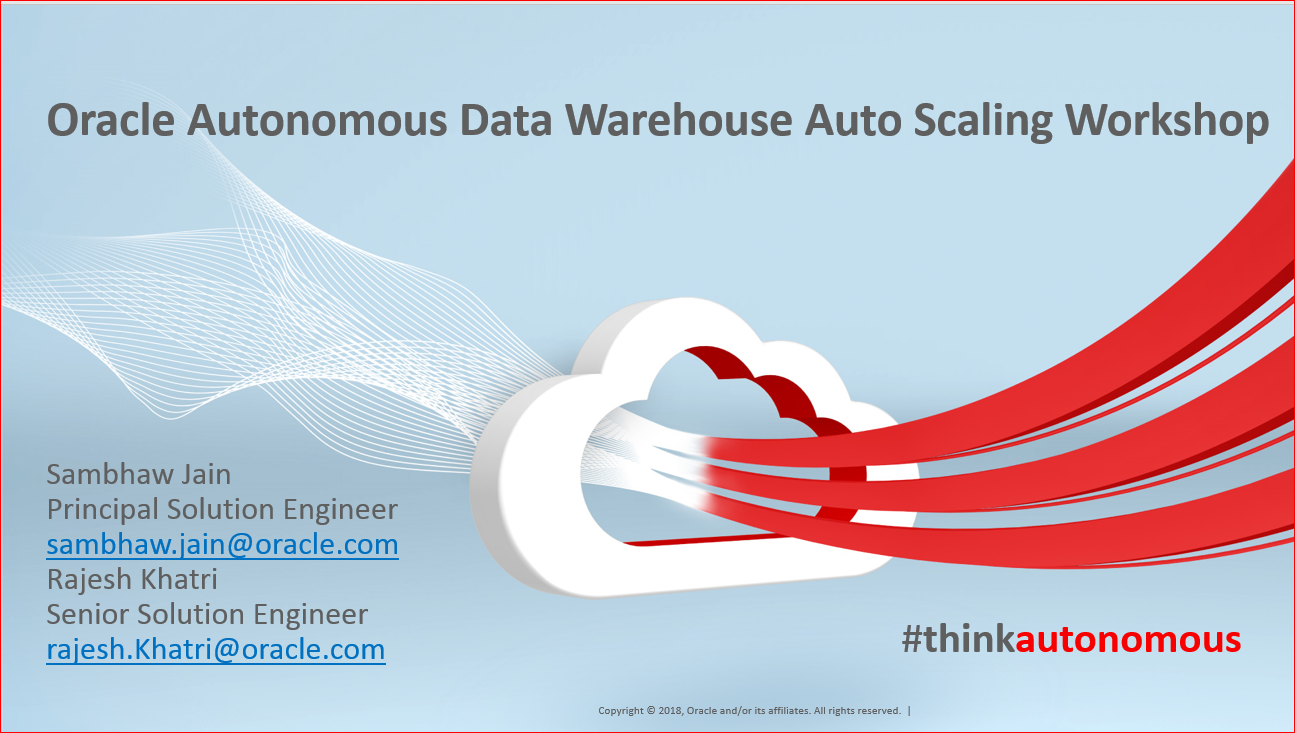 Oracle Autonomous Data Warehouse Auto Scaling Workshop
Sambhaw Jain
Principal Solution Engineer
sambhaw.jain@oracle.com
Rajesh Khatri
Senior Solution Engineer
rajesh.Khatri@oracle.com
#thinkautonomous
Copyright © 2018, Oracle and/or its affiliates. All rights reserved. |